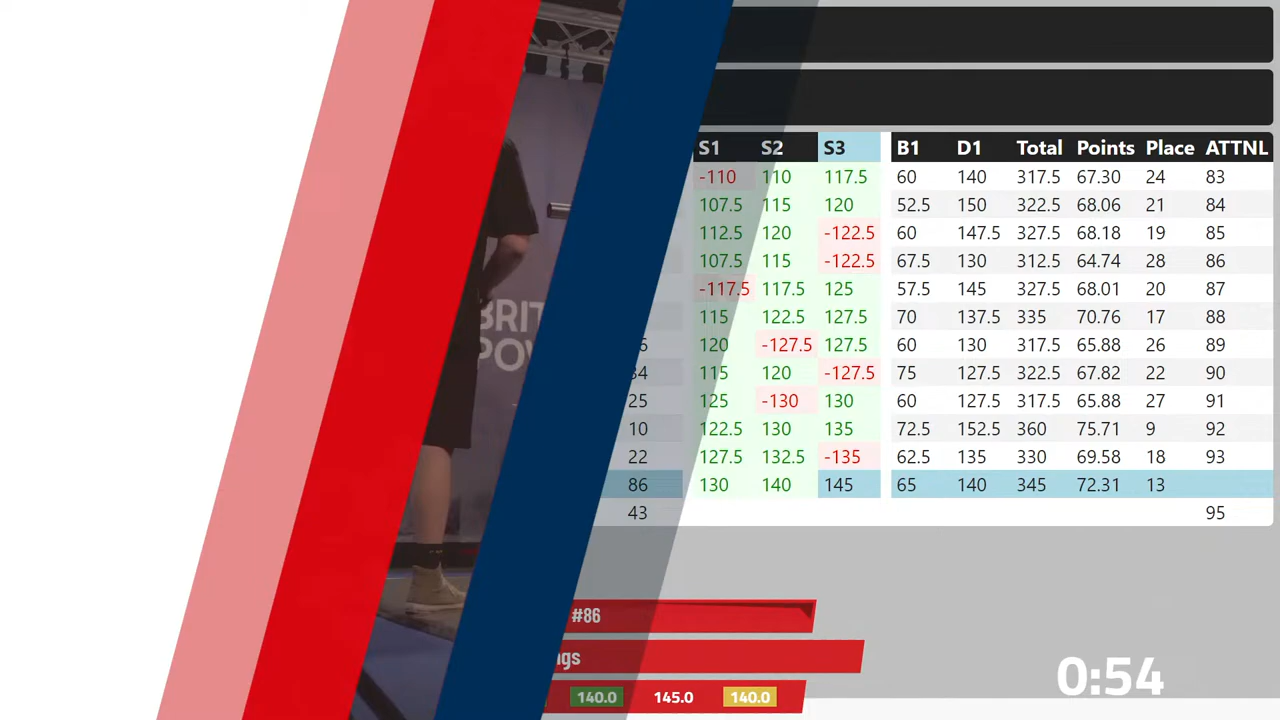 S1 S2 S3 B1 D1 Total Points Place ATTNL
-110 110 117.5 60 140 317.5 67.30 24 83
107.5 115 120 52.5 150 322.5 68.06 21 84
112.5 120 -122.5 60 147.5 327.5 68.18 19 85
107.5 115 -122.5 67.5 130 312.5 64.74 28 86
-117.5 117.5 125 57.5 145 327.5 68.01 20 87
115 122.5 127.5 70 137.5 335 70.76 17 88
120 -127.5 127.5 60 130 317.5 65.88 26 89
115 120 -127.5 75 127.5 322.5 67.82 22 90
25 125 -130 130 60 127.5 317.5 65.88 27 91
10 122.5 130 135 72.5 152.5 360 75.71 9 92
22 127.5 132.5 -135 62.5 135 330 69.58 18 93
86 130 140 145 65 140 345 72.31 13
43 95
#86
140.0 145.0 140.0
0:54